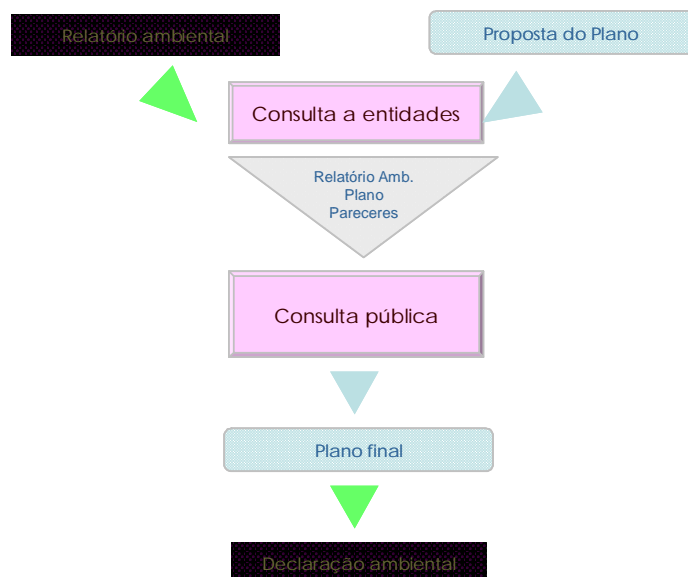 Relatório ambiental
Proposta do Plano
Consulta a entidades
Relatório Amb.
Plano
Pareceres
Consulta pública
Plano final
Declaração ambiental